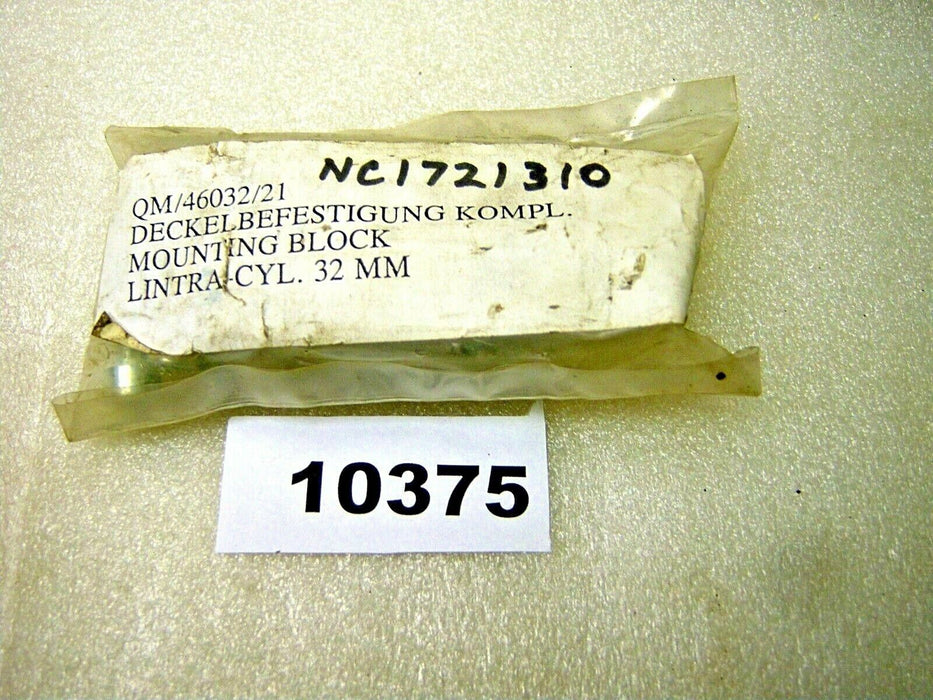 NC1721310
QM/46032/21
DECKELBEFESTIGUNG KOMPL.
MOUNTING BLOCK
LINTRA-CYL. 32 MM
10375